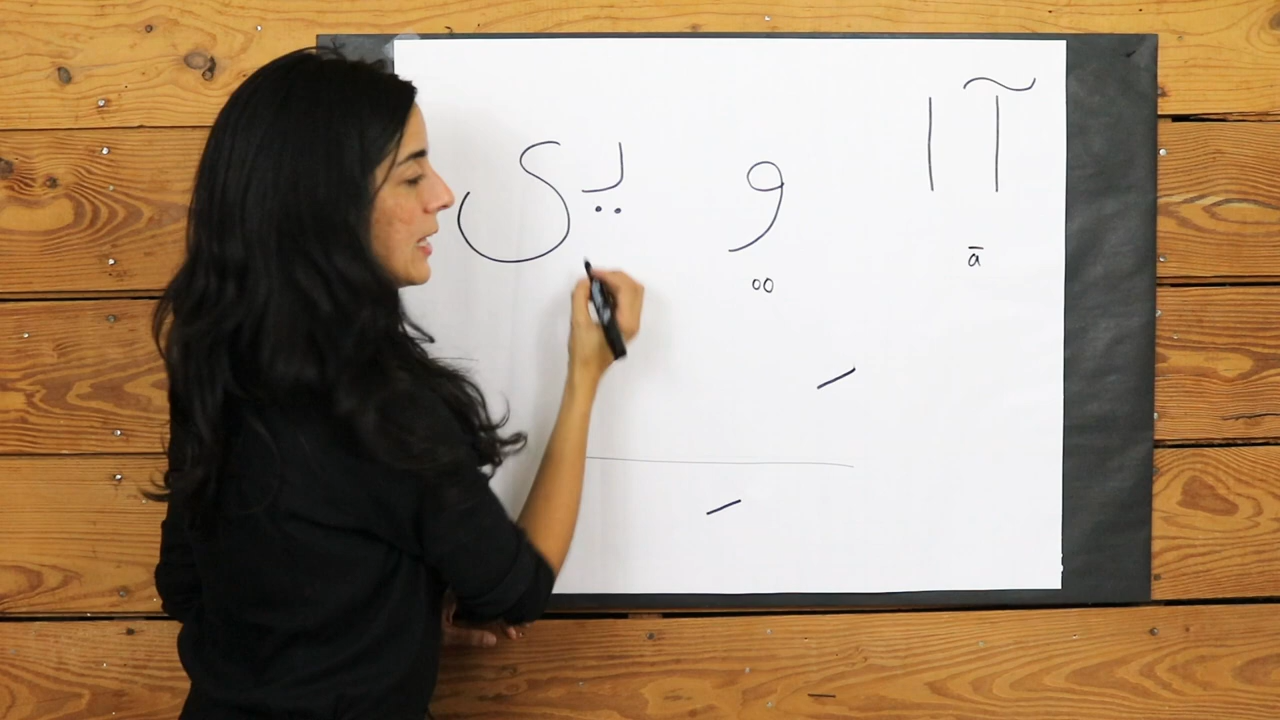 آ ا و یـ ی
ā oo